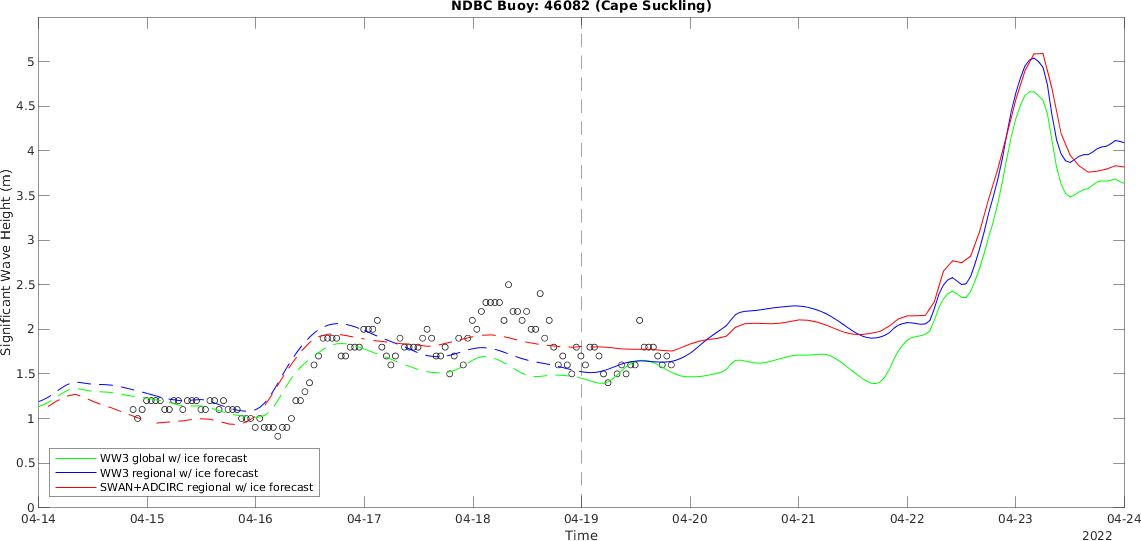 NDBC Buoy: 46082 (Cape Suckling)
Significant Wave Height (m)
5
4.5
4
3.5
3
2.5
2
1.5
1
0.5
0
WW3 global w/ ice forecast
WW3 regional w/ ice forecast
SWAN+ADCIRC regional w/ ice forecast
04-14 04-15 04-16 04-17 04-18 04-19 04-20 04-21 04-22 04-23 04-24
Time 2022